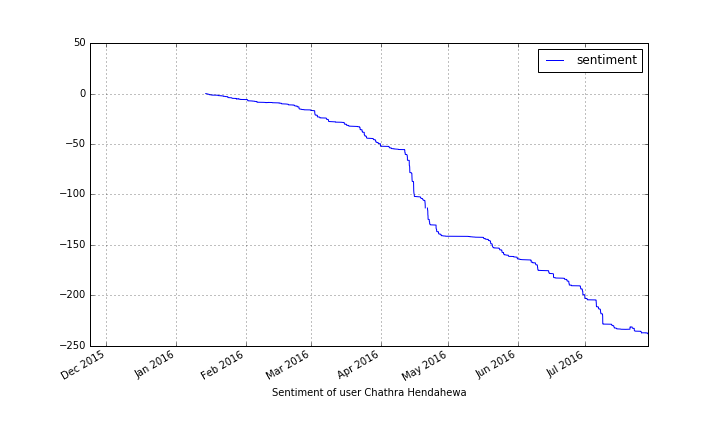 50
0
−50
−100
−150
−200
−250
sentiment
Dec 2015
Jan 2016
Feb 2016
Mar 2016
Apr 2016
May 2016
Jun 2016
Jul 2016
Sentiment of user Chathra Hendahewa